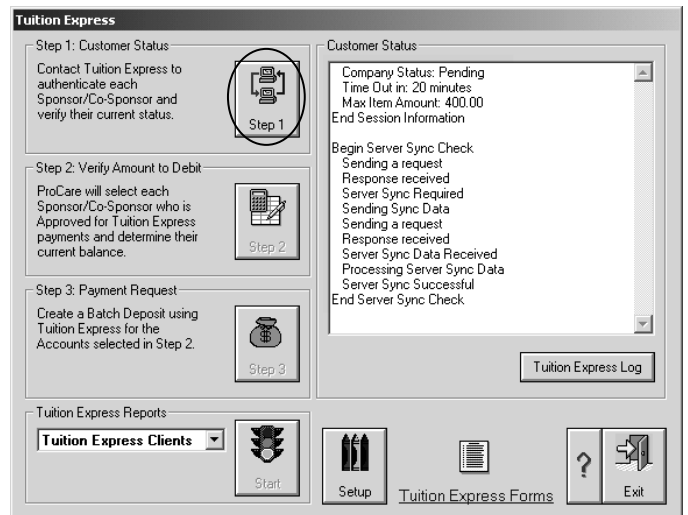 Tuition Express
Step 1: Customer Status
Contact Tuition Express to
authenticate each
Sponsor/Co-Sponsor and
verify their current status.
Step 1
Step 2: Verify Amount to Debit
ProCare will select each
Sponsor/Co-Sponsor who is
Approved for Tuition Express
payments and determine their
current balance.
Step 2
Step 3: Payment Request
Create a Batch Deposit using
Tuition Express for the
Accounts selected in Step 2.
Step 3
Tuition Express Reports
Tuition Express Clients
Start
Customer Status
Company Status: Pending
Time Out in: 20 minutes
Max Item Amount: 400.00
End Session Information
Begin Server Sync Check
Sending a request
Response received
Server Sync Required
Sending Sync Data
Sending a request
Response received
Server Sync Data Received
Processing Server Sync Data
Server Sync Successful
End Server Sync Check
Tuition Express Log
Setup
Tuition Express Forms
?
Exit